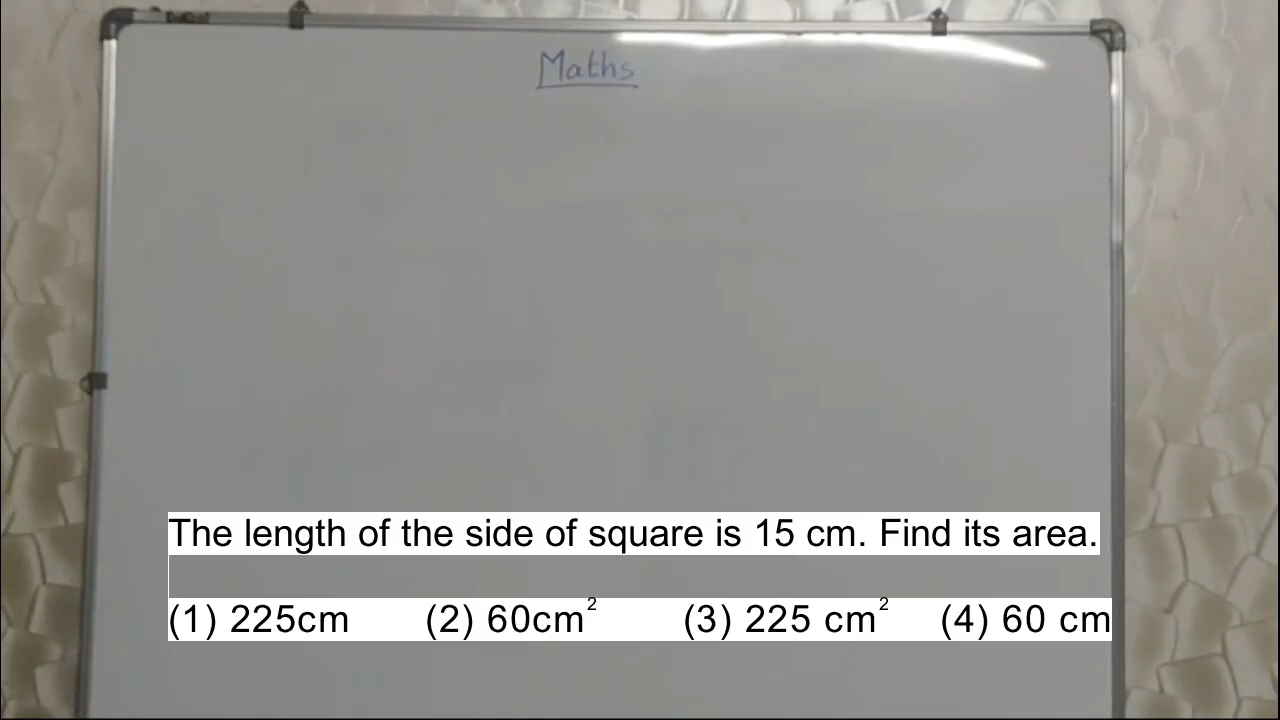 Maths
The length of the side of square is 15 cm. Find its area.
(1) 225cm (2) 60cm² (3) 225 cm² (4) 60 cm